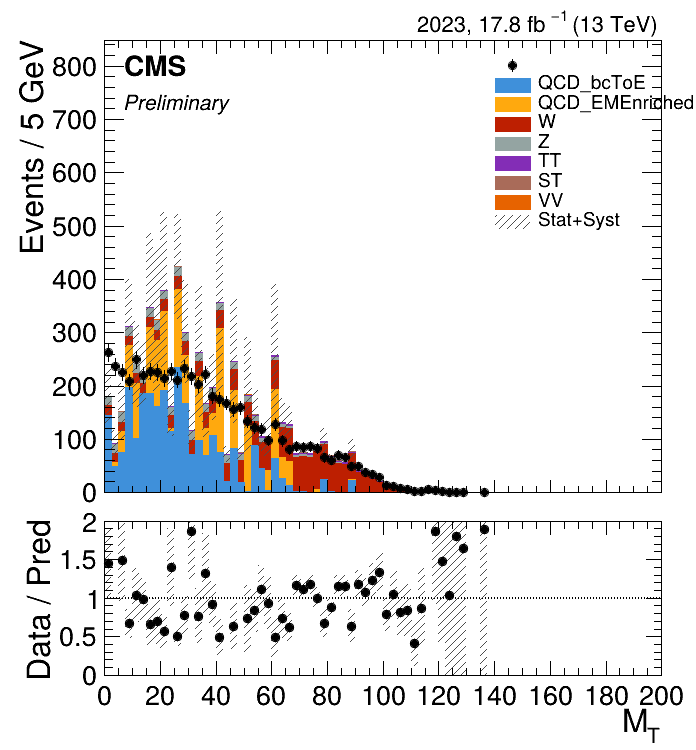 2023, 17.8 fb⁻¹ (13 TeV)
Events / 5 GeV
CMS
Preliminary
QCD_bcToE
QCD_EMEnriched
W
Z
TT
ST
VV
Stat+Syst
800
700
600
500
400
300
200
100
0
Data / Pred
2
1.5
1
0.5
0
0 20 40 60 80 100 120 140 160 180 200
M_T